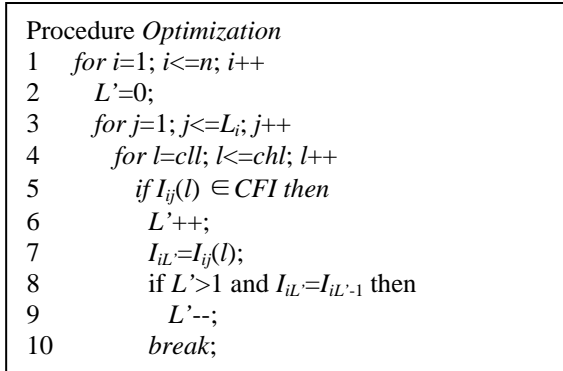 Procedure Optimization
1 for i=1; i<=n; i++
2 L’=0;
3 for j=1; j<=Li; j++
4 for l=cll; l<=chl; l++
5 if Iij(l) ∈ CFI then
6 L’++;
7 IiL’=Iij(l);
8 if L’>1 and IiL’=IiL’-1 then
9 L’--;
10 break;